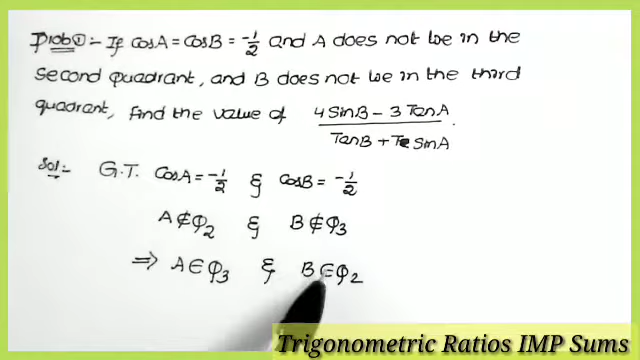 Prob①:- If CosA = CosB = -1/2 and A does not lie in the
second quadrant, and B does not lie in the third
quadrant, find the value of (4 SinB - 3 TanA)/(TanB + SinA).
Sol:- G.T. CosA = -1/2 & CosB = -1/2
A∉Q2 & B∉Q3
⇒ A∈Q3 & B∈Q2
Trigonometric Ratios IMP Sums